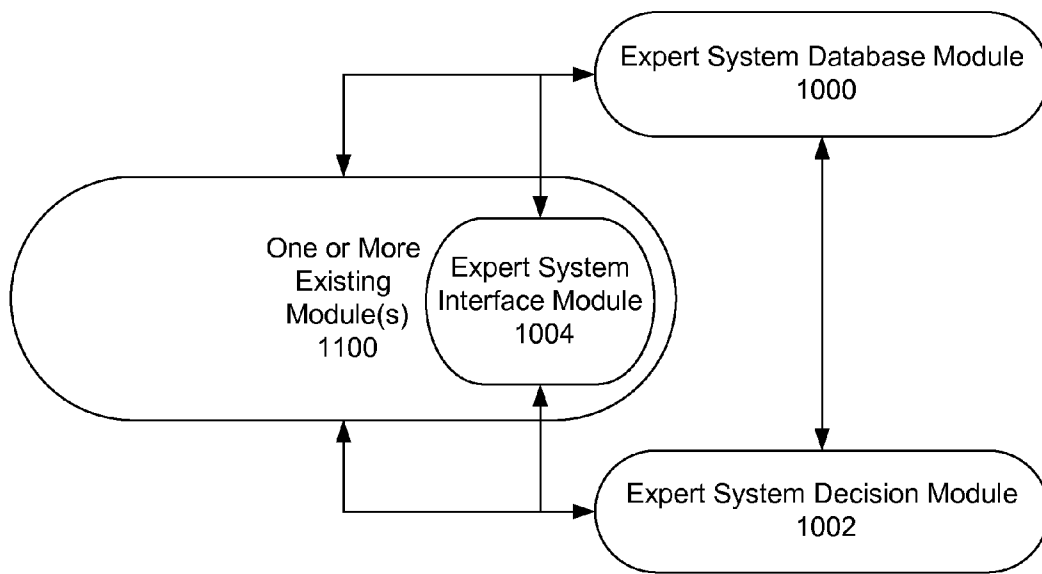 Expert System Database Module
1000
One or More
Existing
Module(s)
1100
Expert System
Interface Module
1004
Expert System Decision Module
1002